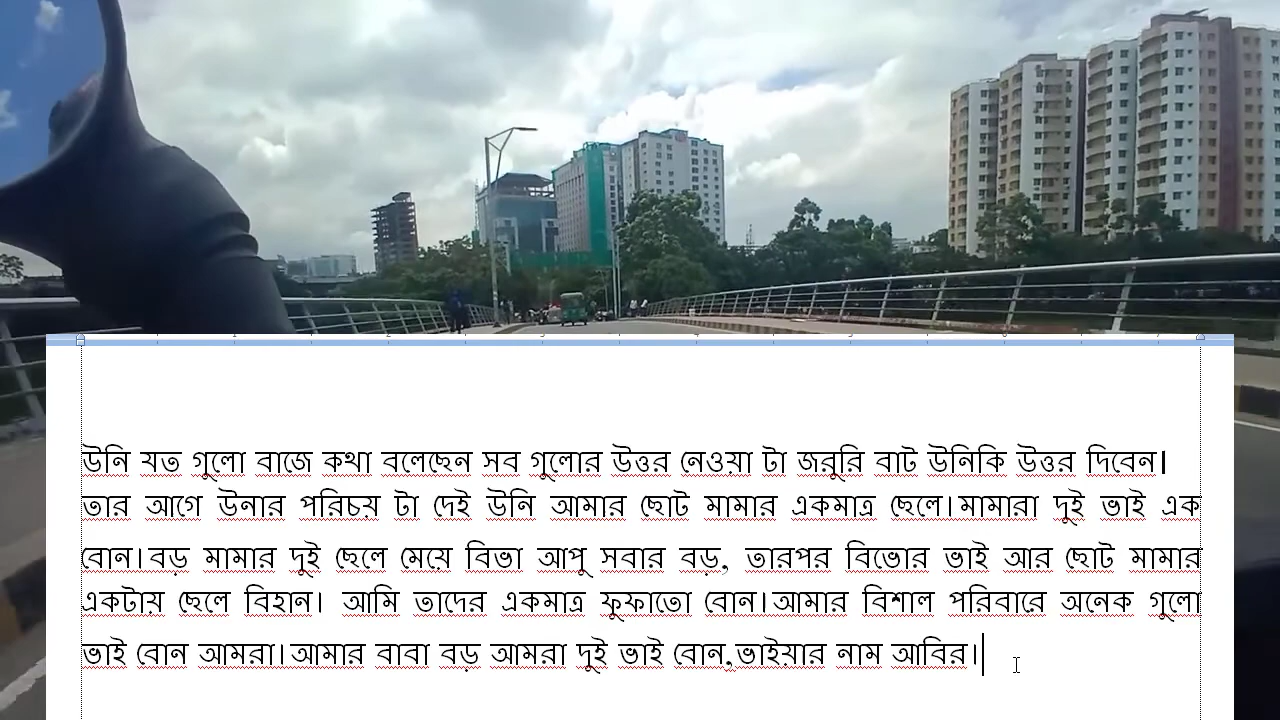 উনি যত গুলো বাজে কথা বলেছেন সব গুলোর উত্তর নেওয়া টা জরুরি বাট উনিকি উত্তর দিবেন।
তার আগে উনার পরিচয় টা দেই উনি আমার ছোট মামার একমাত্র ছেলে।মামারা দুই ভাই এক
বোন।বড় মামার দুই ছেলে মেয়ে বিভা আপু সবার বড়, তারপর বিভোর ভাই আর ছোট মামার
একটায় ছেলে বিহান। আমি তাদের একমাত্র ফুফাতো বোন।আমার বিশাল পরিবারে অনেক গুলো
ভাই বোন আমরা।আমার বাবা বড় আমরা দুই ভাই বোন,ভাইয়ার নাম আবির।